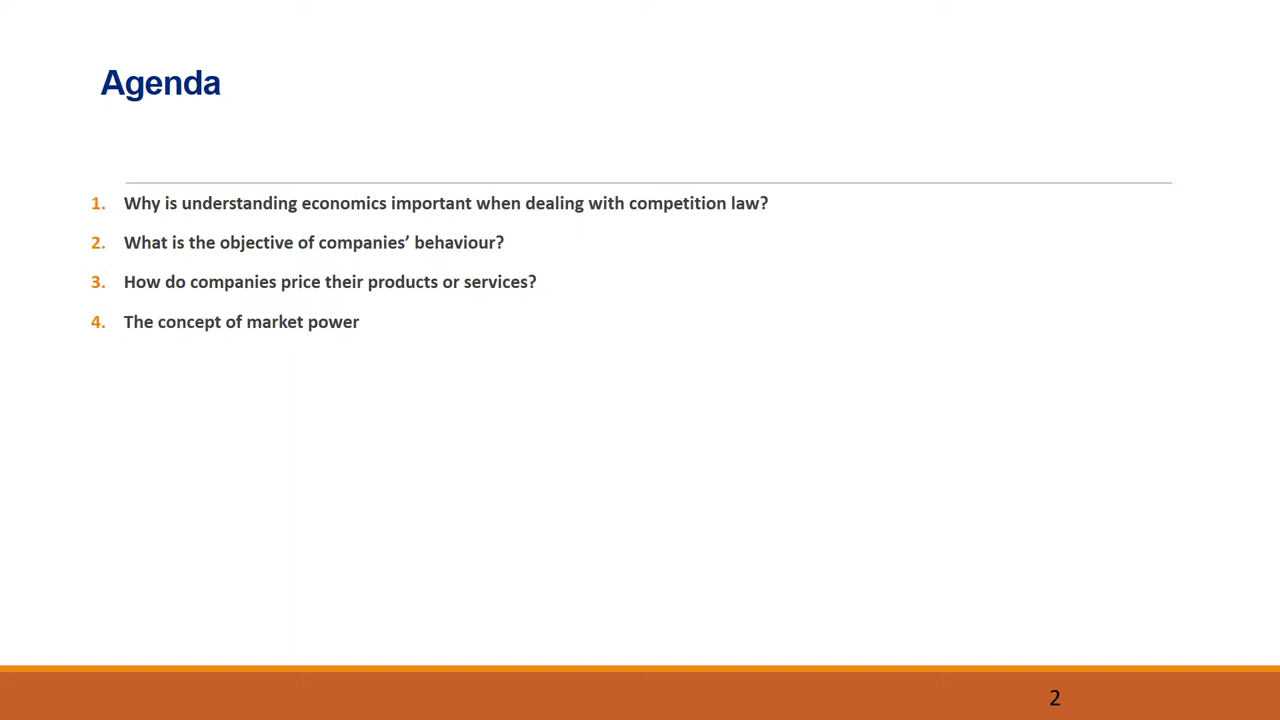 Agenda
1. Why is understanding economics important when dealing with competition law?
2. What is the objective of companies’ behaviour?
3. How do companies price their products or services?
4. The concept of market power
2